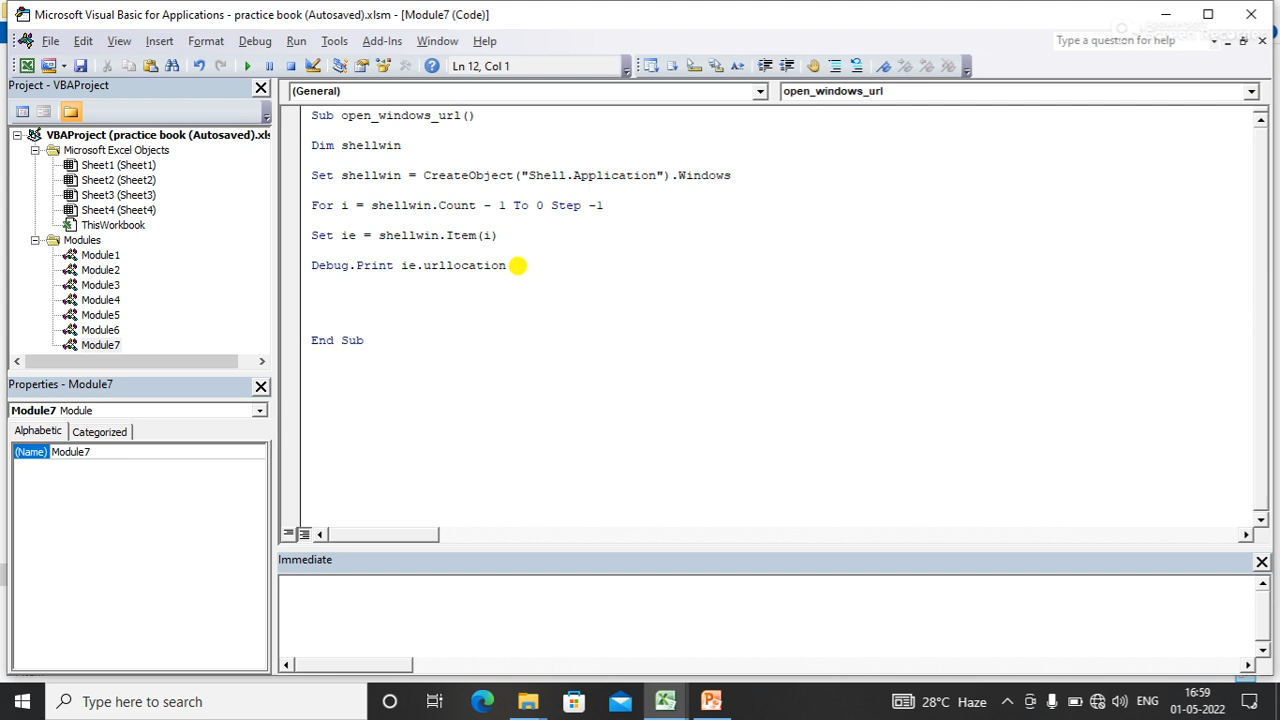 Microsoft Visual Basic for Applications - practice book (Autosaved).xlsm - [Module7 (Code)]
File Edit View Insert Format Debug Run Tools Add-Ins Window Help
Type a question for help
Ln 12, Col 1
Project - VBAProject
(General)
open_windows_url
VBAProject (practice book (Autosaved).xls
Microsoft Excel Objects
Sheet1 (Sheet1)
Sheet2 (Sheet2)
Sheet3 (Sheet3)
Sheet4 (Sheet4)
ThisWorkbook
Modules
Module1
Module2
Module3
Module4
Module5
Module6
Module7
Sub open_windows_url()
Dim shellwin
Set shellwin = CreateObject("Shell.Application").Windows
For i = shellwin.Count - 1 To 0 Step -1
Set ie = shellwin.Item(i)
Debug.Print ie.urllocation
End Sub
Properties - Module7
Module7 Module
Alphabetic Categorized
(Name) Module7
Immediate
Type here to search
28°C Haze
ENG
16:59
01-05-2022